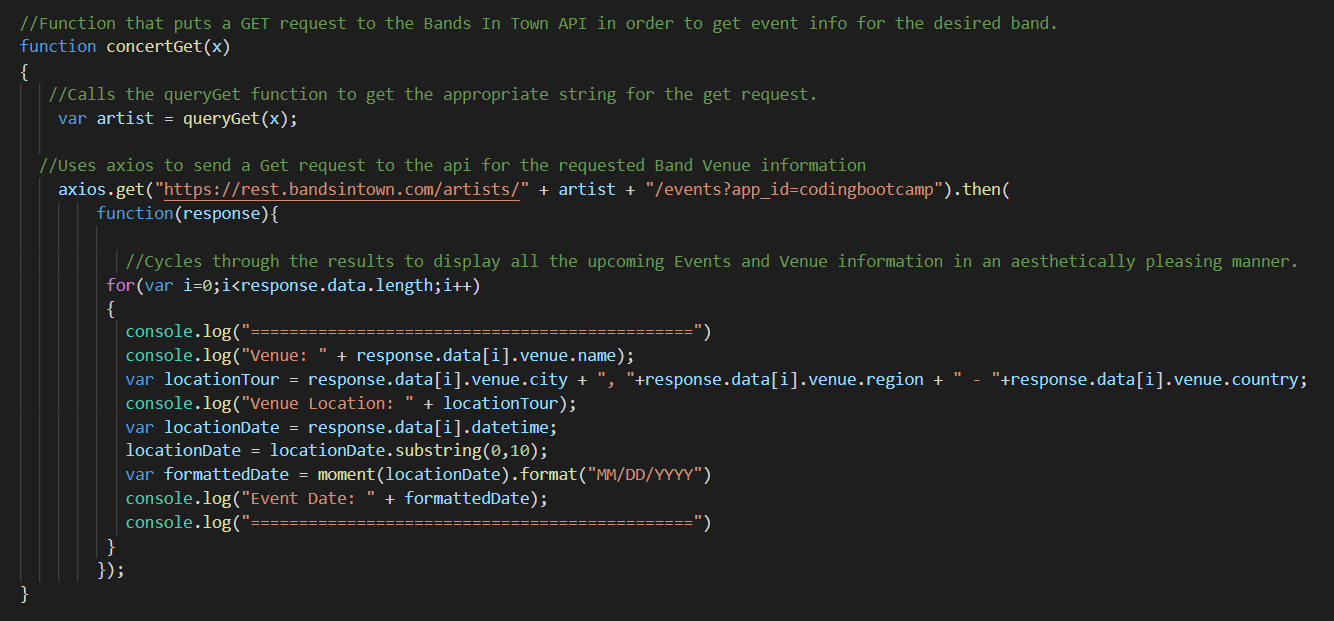 //Function that puts a GET request to the Bands In Town API in order to get event info for the desired band.
function concertGet(x)
{
//Calls the queryGet function to get the appropriate string for the get request.
var artist = queryGet(x);
//Uses axios to send a Get request to the api for the requested Band Venue information
axios.get("https://rest.bandsintown.com/artists/" + artist + "/events?app_id=codingbootcamp").then(
function(response){
//Cycles through the results to display all the upcoming Events and Venue information in an aesthetically pleasing manner.
for(var i=0;i<response.data.length;i++)
{
console.log("==============================================")
console.log("Venue: " + response.data[i].venue.name);
var locationTour = response.data[i].venue.city + ", "+response.data[i].venue.region + " - "+response.data[i].venue.country;
console.log("Venue Location: " + locationTour);
var locationDate = response.data[i].datetime;
locationDate = locationDate.substring(0,10);
var formattedDate = moment(locationDate).format("MM/DD/YYYY")
console.log("Event Date: " + formattedDate);
console.log("==============================================")
}
});
}